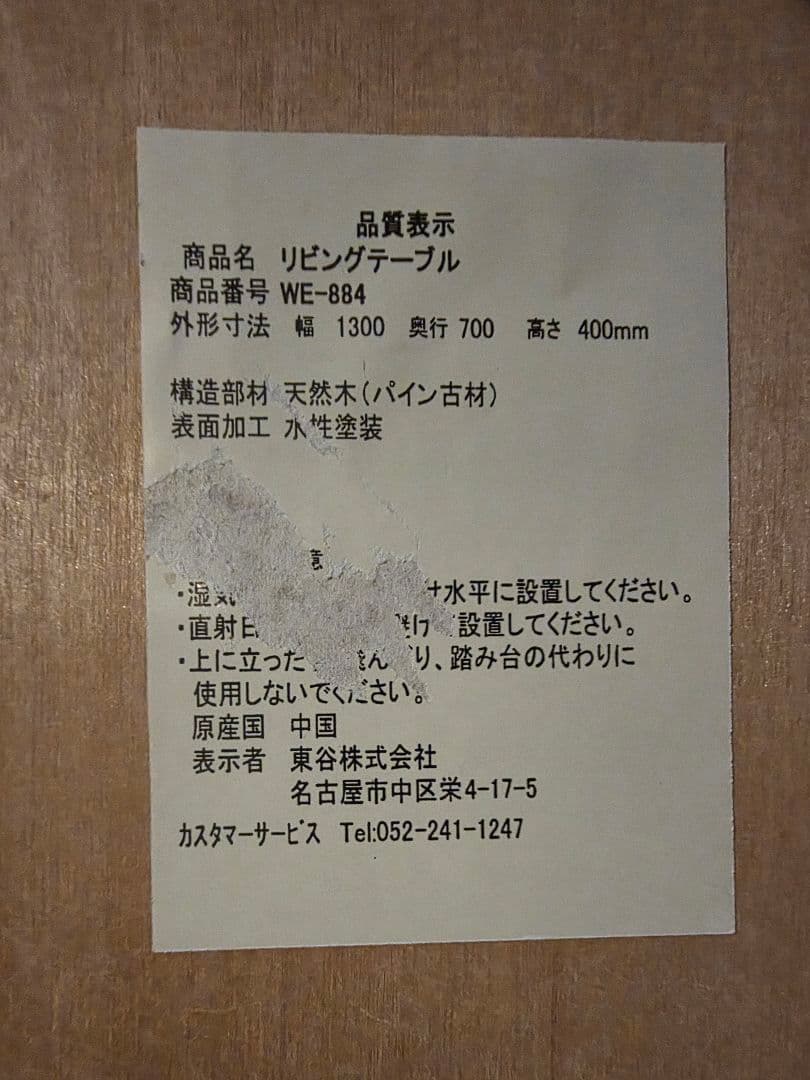 品質表示
商品名 リビングテーブル
商品番号 WE-884
外形寸法 幅 1300 奥行 700 高さ 400mm
構造部材 天然木(パイン古材)
表面加工 水性塗装
意
・湿気 水平に設置してください。
・直射日 設置してください。
・上に立った り、踏み台の代わりに
使用しないでください。
原産国 中国
表示者 東谷株式会社
名古屋市中区栄4-17-5
カスタマーサービス Tel:052-241-1247